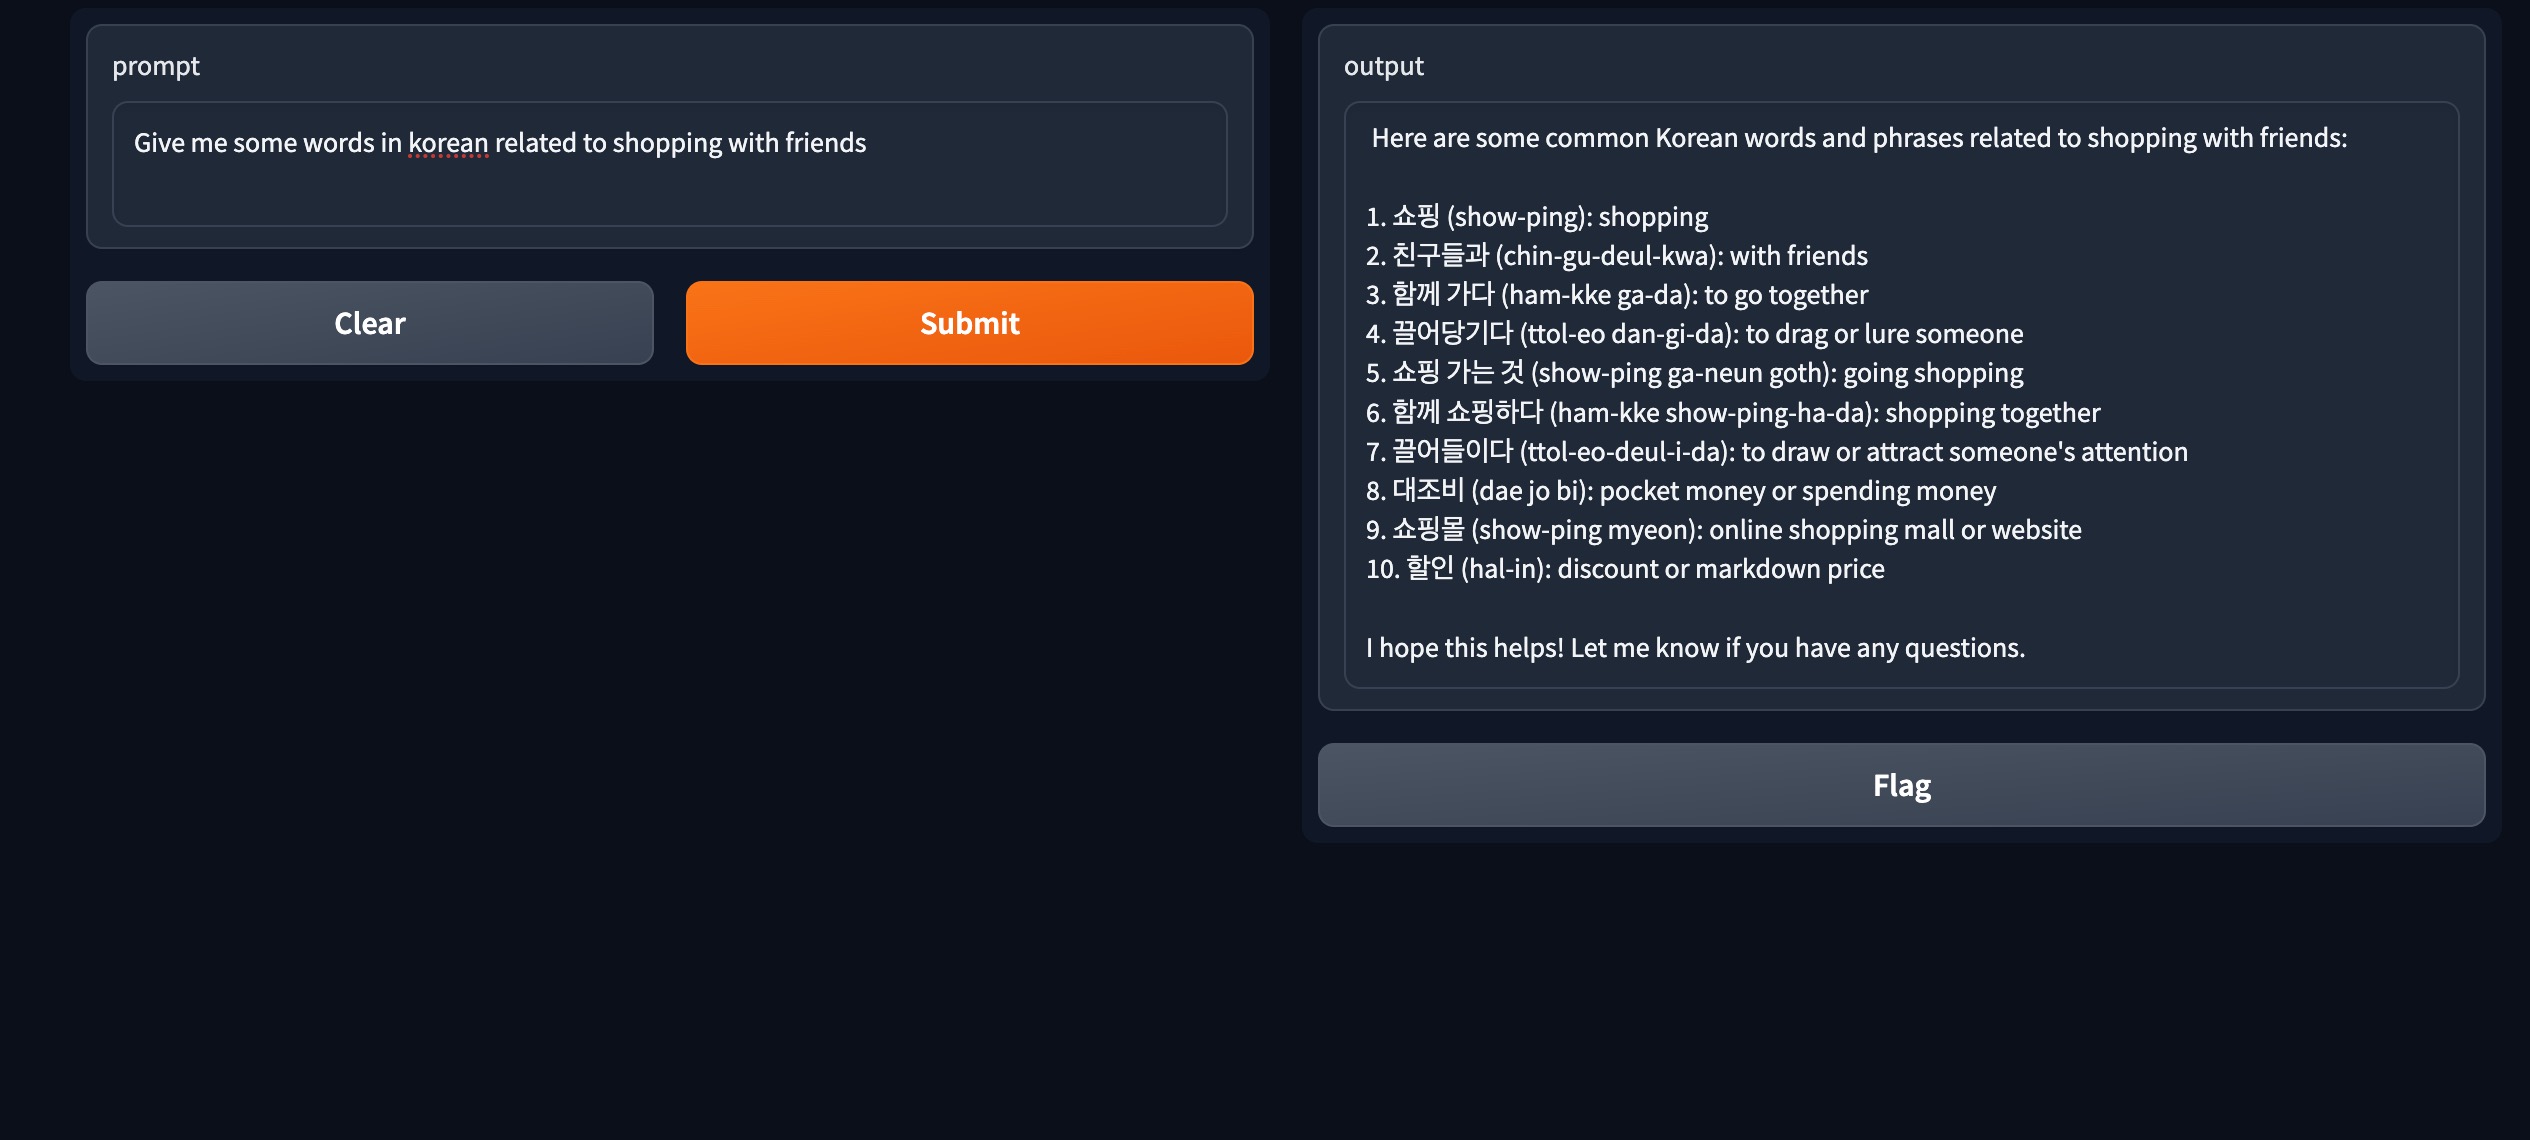 prompt
Give me some words in korean related to shopping with friends
Clear
Submit
output
Here are some common Korean words and phrases related to shopping with friends:
1. 쇼핑 (show-ping): shopping
2. 친구들과 (chin-gu-deul-kwa): with friends
3. 함께 가다 (ham-kke ga-da): to go together
4. 끌어당기다 (ttol-eo dan-gi-da): to drag or lure someone
5. 쇼핑 가는 것 (show-ping ga-neun goth): going shopping
6. 함께 쇼핑하다 (ham-kke show-ping-ha-da): shopping together
7. 끌어들이다 (ttol-eo-deul-i-da): to draw or attract someone's attention
8. 대조비 (dae jo bi): pocket money or spending money
9. 쇼핑몰 (show-ping myeon): online shopping mall or website
10. 할인 (hal-in): discount or markdown price
I hope this helps! Let me know if you have any questions.
Flag